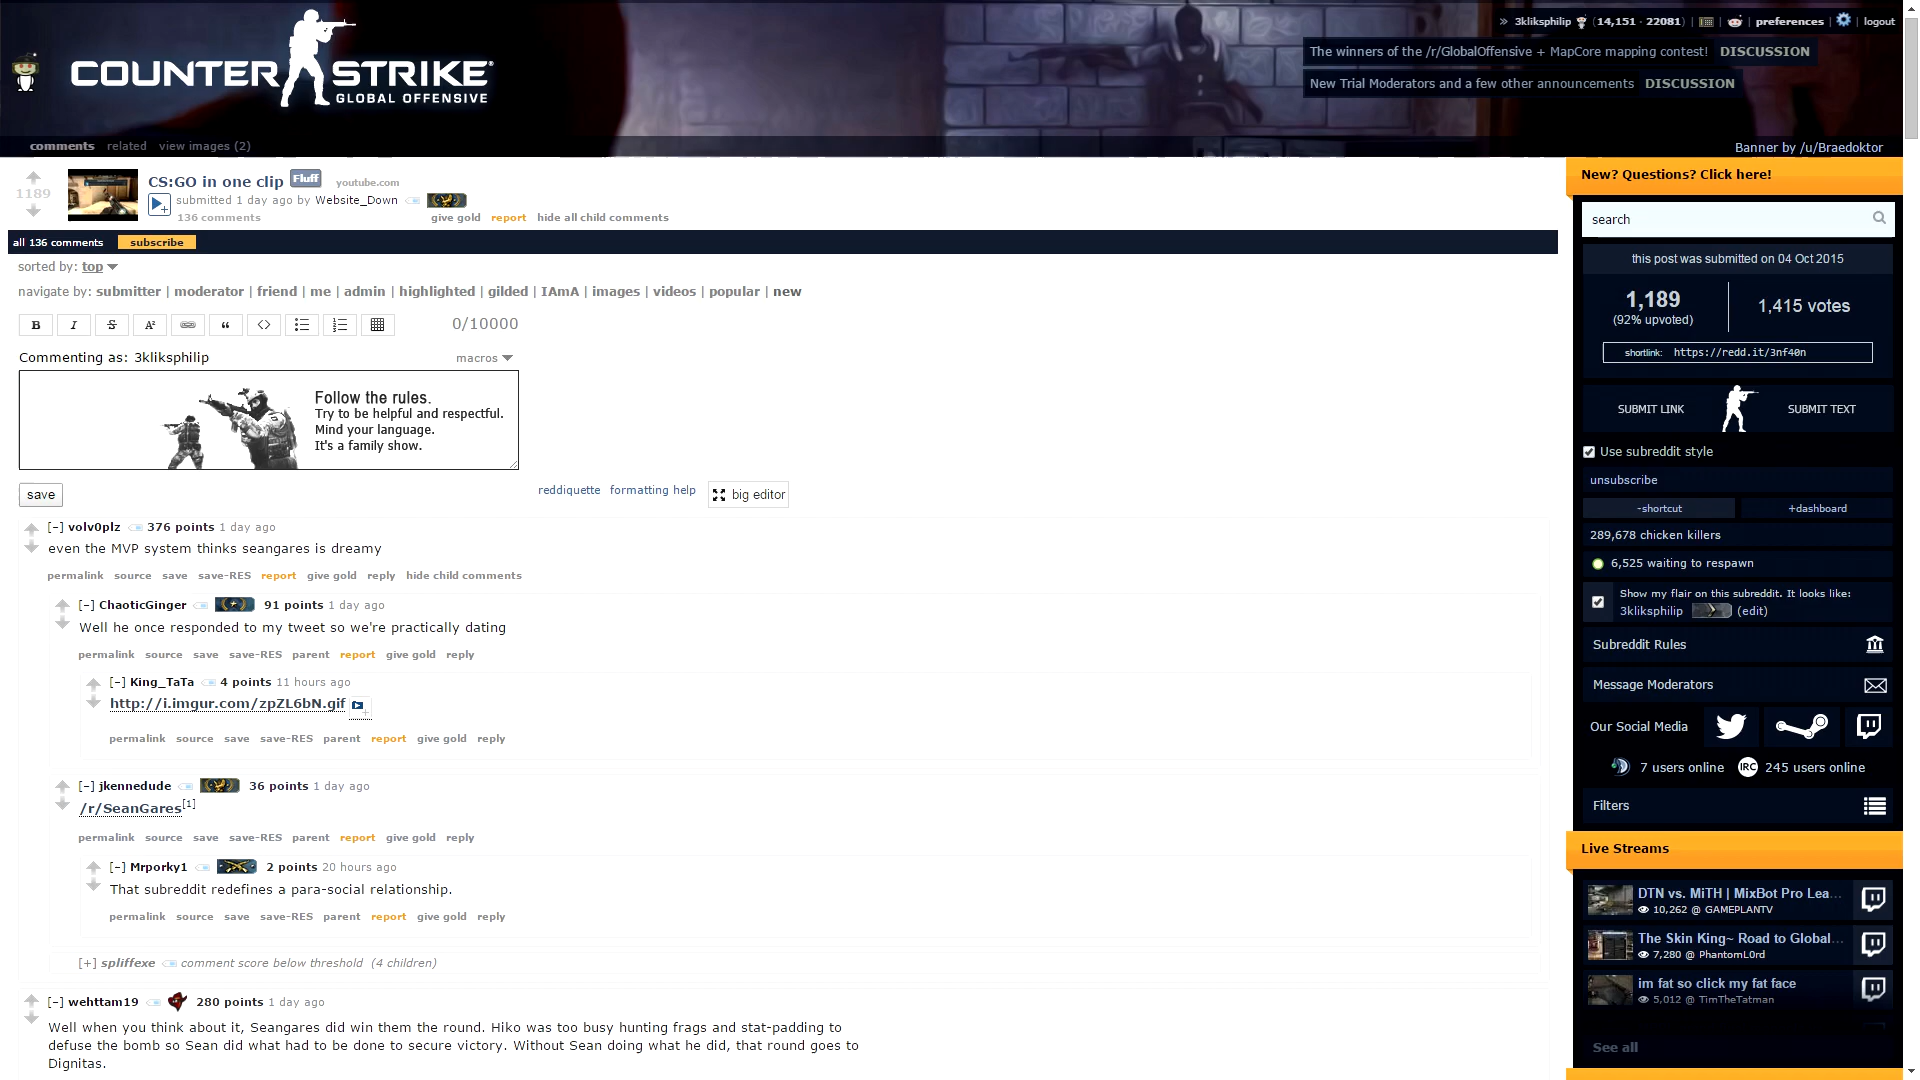 COUNTER STRIKE
GLOBAL OFFENSIVE
» 3kliksphilip (14,151 · 22081) | | | preferences | | logout
The winners of the /r/GlobalOffensive + MapCore mapping contest! DISCUSSION
New Trial Moderators and a few other announcements DISCUSSION
comments related view images (2)
Banner by /u/Braedoktor
1189
CS:GO in one clip Fluff youtube.com
submitted 1 day ago by Website_Down
136 comments give gold report hide all child comments
all 136 comments subscribe
sorted by: top
navigate by: submitter | moderator | friend | me | admin | highlighted | gilded | IAmA | images | videos | popular | new
B I S A² “ <> 0/10000
Commenting as: 3kliksphilip macros
Follow the rules.
Try to be helpful and respectful.
Mind your language.
It's a family show.
save reddiquette formatting help big editor
[–] volv0plz 376 points 1 day ago
even the MVP system thinks seangares is dreamy
permalink source save save-RES report give gold reply hide child comments
[–] ChaoticGinger 91 points 1 day ago
Well he once responded to my tweet so we're practically dating
permalink source save save-RES parent report give gold reply
[–] King_TaTa 4 points 11 hours ago
http://i.imgur.com/zpZL6bN.gif
permalink source save save-RES parent report give gold reply
[–] jkennedude 36 points 1 day ago
/r/SeanGares[1]
permalink source save save-RES parent report give gold reply
[–] Mrporky1 2 points 20 hours ago
That subreddit redefines a para-social relationship.
permalink source save save-RES parent report give gold reply
[+] spliffexe comment score below threshold (4 children)
[–] wehttam19 280 points 1 day ago
Well when you think about it, Seangares did win them the round. Hiko was too busy hunting frags and stat-padding to
defuse the bomb so Sean did what had to be done to secure victory. Without Sean doing what he did, that round goes to
Dignitas.
New? Questions? Click here!
search
this post was submitted on 04 Oct 2015
1,189
(92% upvoted)
1,415 votes
shortlink: https://redd.it/3nf40n
SUBMIT LINK SUBMIT TEXT
Use subreddit style
unsubscribe
-shortcut +dashboard
289,678 chicken killers
6,525 waiting to respawn
Show my flair on this subreddit. It looks like:
3kliksphilip (edit)
Subreddit Rules
Message Moderators
Our Social Media
7 users online IRC 245 users online
Filters
Live Streams
DTN vs. MiTH | MixBot Pro Lea...
10,262 @ GAMEPLANTV
The Skin King~ Road to Global...
7,280 @ PhantomL0rd
im fat so click my fat face
5,012 @ TimTheTatman
See all